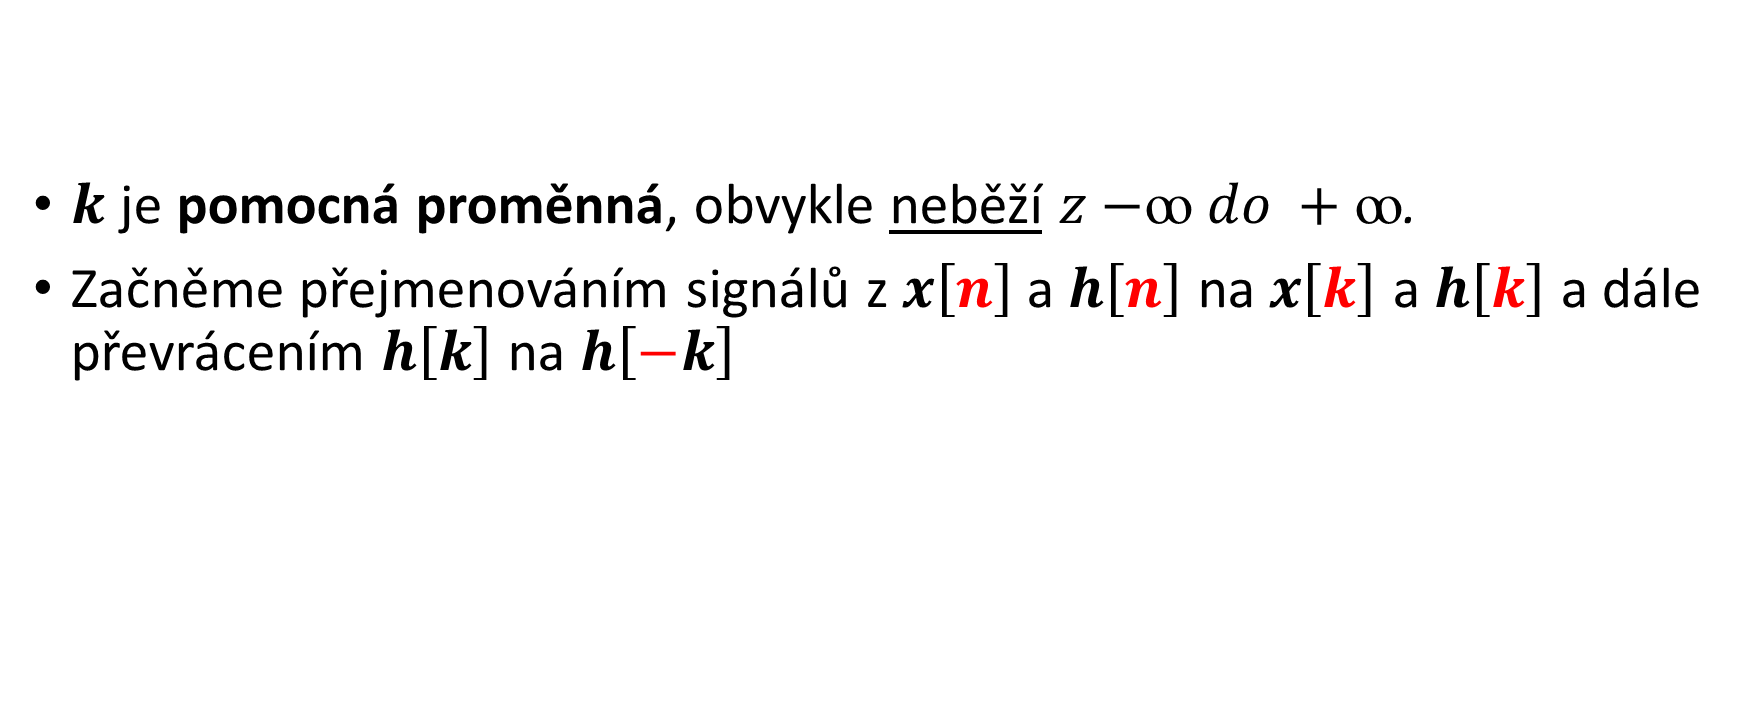 • k je pomocná proměnná, obvykle neběží z −∞ do + ∞.
• Začněme přejmenováním signálů z x[n] a h[n] na x[k] a h[k] a dále
převrácením h[k] na h[−k]